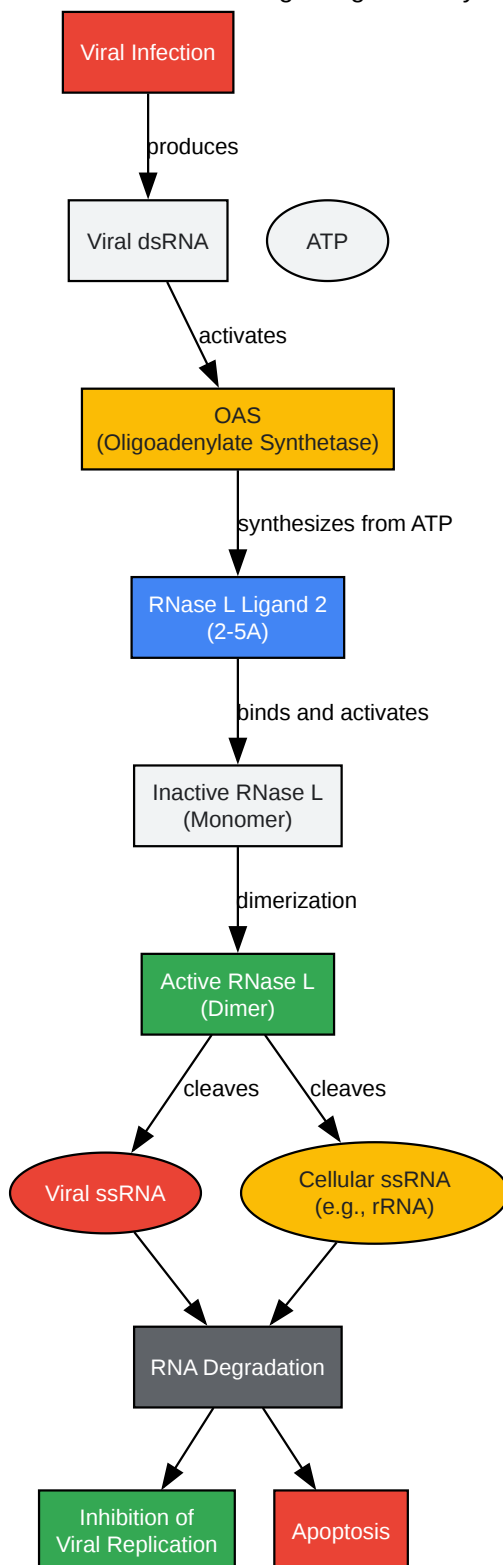 Viral Infection
produces
Viral dsRNA
ATP
activates
OAS
(Oligoadenylate Synthetase)
synthesizes from ATP
RNase L Ligand 2
(2-5A)
binds and activates
Inactive RNase L
(Monomer)
dimerization
Active RNase L
(Dimer)
cleaves
cleaves
Viral ssRNA
Cellular ssRNA
(e.g., rRNA)
RNA Degradation
Inhibition of
Viral Replication
Apoptosis